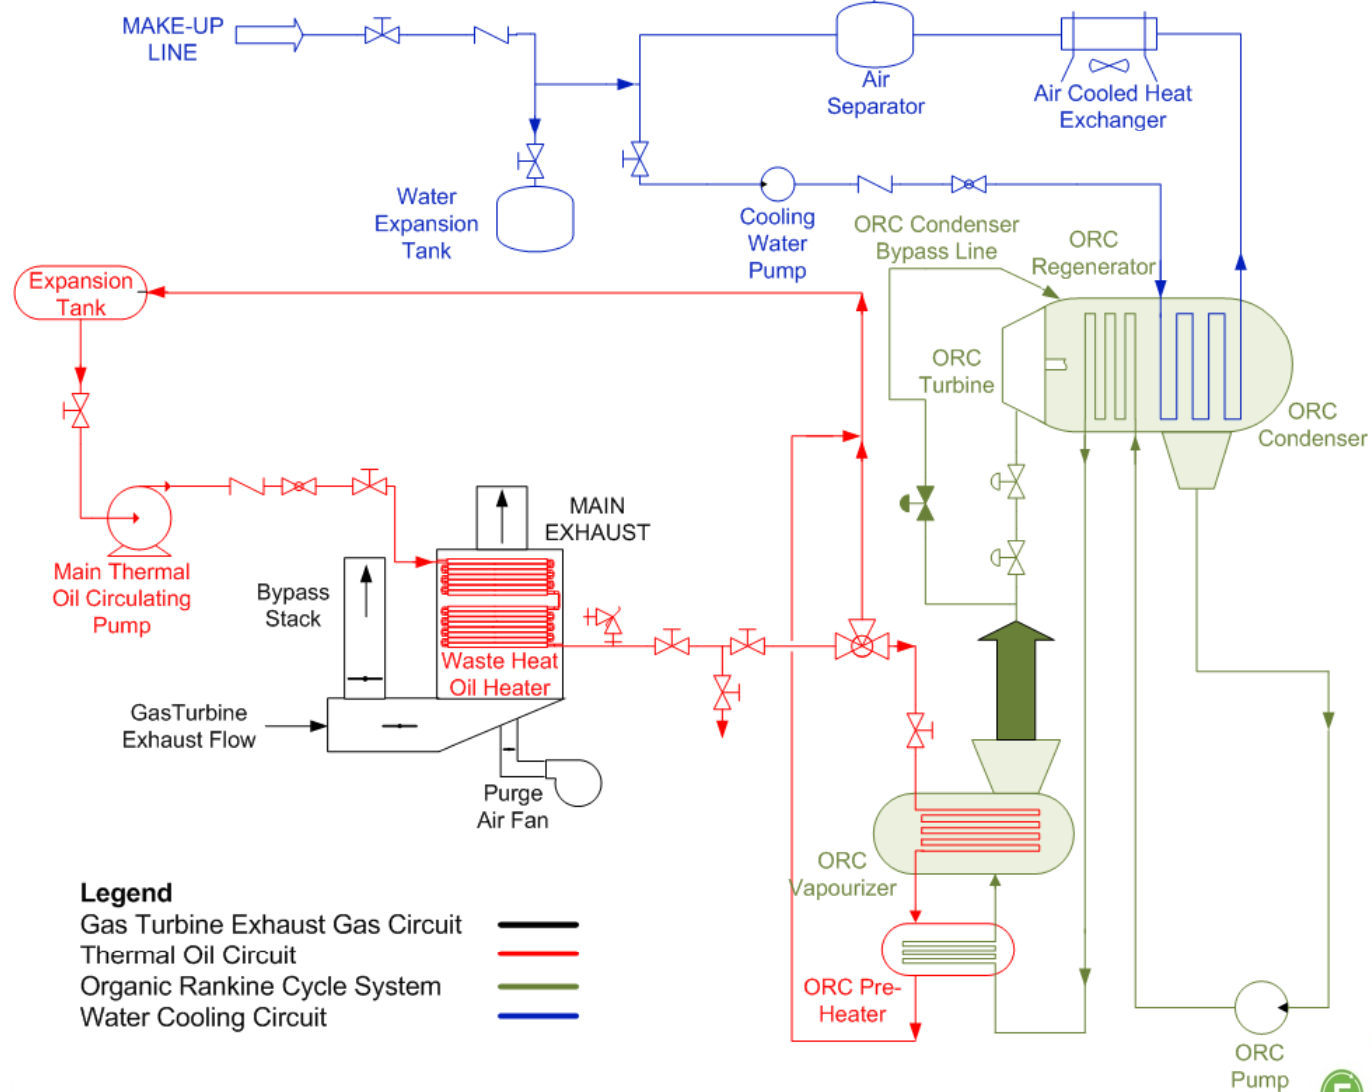 MAKE-UP
LINE
Air
Separator
Air Cooled Heat
Exchanger
Water
Expansion
Tank
Cooling
Water
Pump
ORC Condenser
Bypass Line
ORC
Regenerator
Expansion
Tank
ORC
Turbine
ORC
Condenser
Main Thermal
Oil Circulating
Pump
Bypass
Stack
MAIN
EXHAUST
Waste Heat
Oil Heater
GasTurbine
Exhaust Flow
Purge
Air Fan
ORC
Vapourizer
ORC Pre-
Heater
ORC
Pump
Legend
Gas Turbine Exhaust Gas Circuit
Thermal Oil Circuit
Organic Rankine Cycle System
Water Cooling Circuit